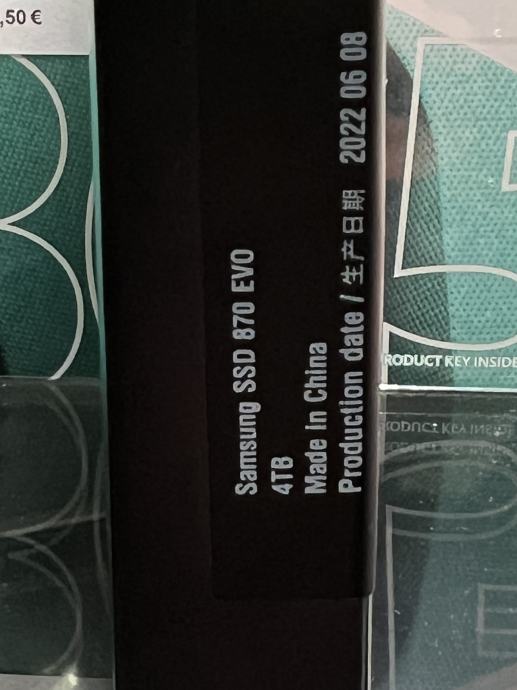 ,50 €
Samsung SSD 870 EVO
4TB
Made in China
Production date / 生产日期 2022 06 08
RODUCT KEY INSIDE